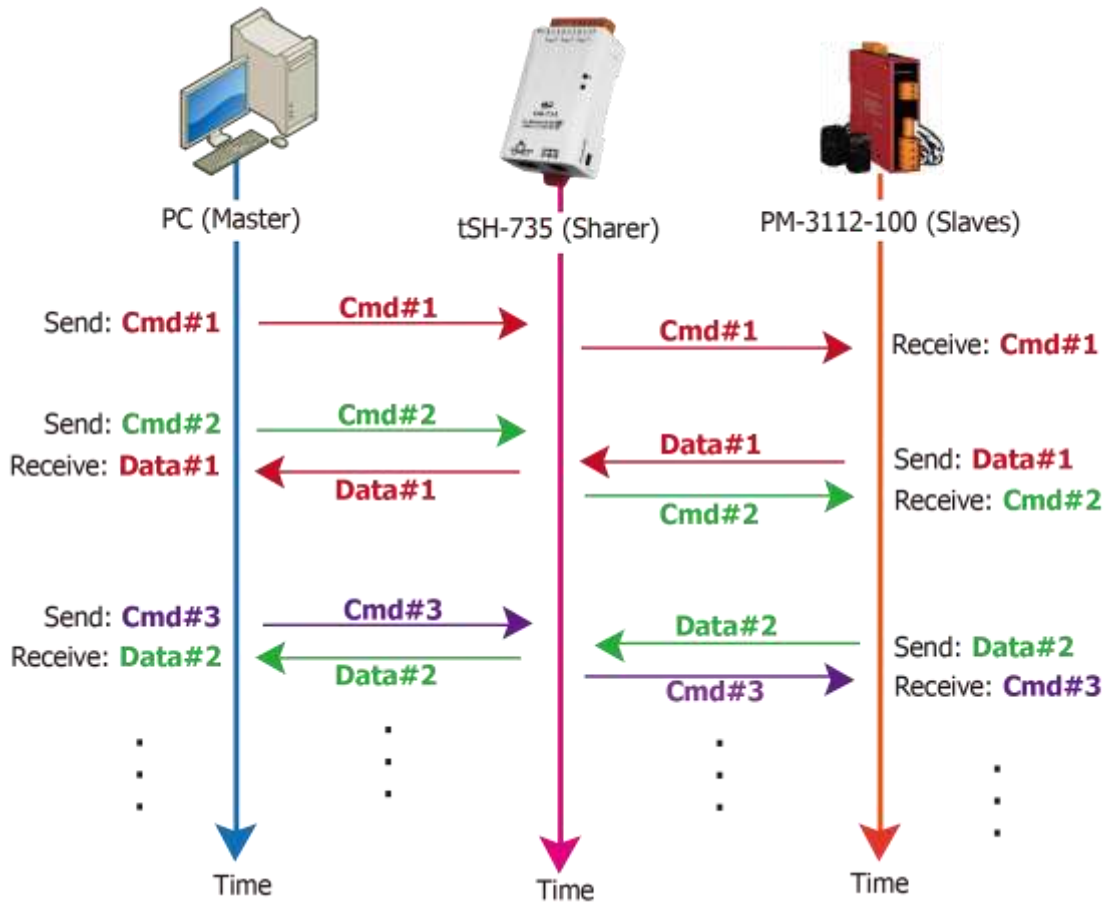 PC (Master)
tSH-735 (Sharer)
PM-3112-100 (Slaves)
Send: Cmd#1
Cmd#1
Cmd#1
Receive: Cmd#1
Send: Cmd#2
Cmd#2
Data#1
Send: Data#1
Receive: Data#1
Data#1
Cmd#2
Receive: Cmd#2
Send: Cmd#3
Cmd#3
Data#2
Send: Data#2
Receive: Data#2
Data#2
Cmd#3
Receive: Cmd#3
Time
Time
Time